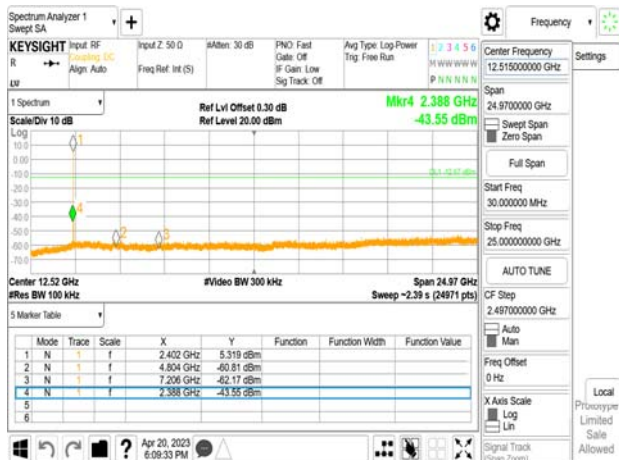 Spectrum Analyzer 1
Swept SA
+
Frequency
KEYSIGHT
Input: RF
Coupling: DC
Align: Auto
Input Z: 50 Ω
Freq Ref: Int (S)
#Atten: 30 dB
PNO: Fast
Gate: Off
IF Gain: Low
Sig Track: Off
Avg Type: Log-Power
Trig: Free Run
1 2 3 4 5 6
M W W W W W
P N N N N N
R
LXI
1 Spectrum
Scale/Div 10 dB
Ref Lvl Offset 0.30 dB
Ref Level 20.00 dBm
Mkr4 2.388 GHz
-43.55 dBm
Log
10.0
0.00
-10.0
-20.0
-30.0
-40.0
-50.0
-60.0
-70.0
1
2
3
4
Center 12.52 GHz
#Res BW 100 kHz
#Video BW 300 kHz
Span 24.97 GHz
Sweep ~2.39 s (24971 pts)
5 Marker Table
Mode Trace Scale X Y Function Function Width Function Value
1 N 1 f 2.402 GHz 5.319 dBm
2 N 1 f 4.804 GHz -60.81 dBm
3 N 1 f 7.206 GHz -62.17 dBm
4 N 1 f 2.388 GHz -43.55 dBm
5
6
?
Apr 20, 2023
6:09:33 PM
Center Frequency
12.515000000 GHz
Span
24.9700000 GHz
Swept Span
Zero Span
Full Span
Start Freq
30.000000 MHz
Stop Freq
25.000000000 GHz
AUTO TUNE
CF Step
2.497000000 GHz
Auto
Man
Freq Offset
0 Hz
X Axis Scale
Log
Lin
Signal Track
(Span Zoom)
Settings
Local
Prototype
Limited
Sale
Allowed